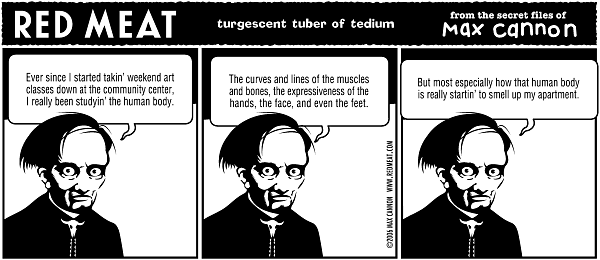 RED MEAT
turgescent tuber of tedium
from the secret files of
Max cannon
Ever since I started takin' weekend art
classes down at the community center,
I really been studyin' the human body.
The curves and lines of the muscles
and bones, the expressiveness of the
hands, the face, and even the feet.
©2006 MAX CANNON WWW.REDMEAT.COM
But most especially how that human body
is really startin' to smell up my apartment.